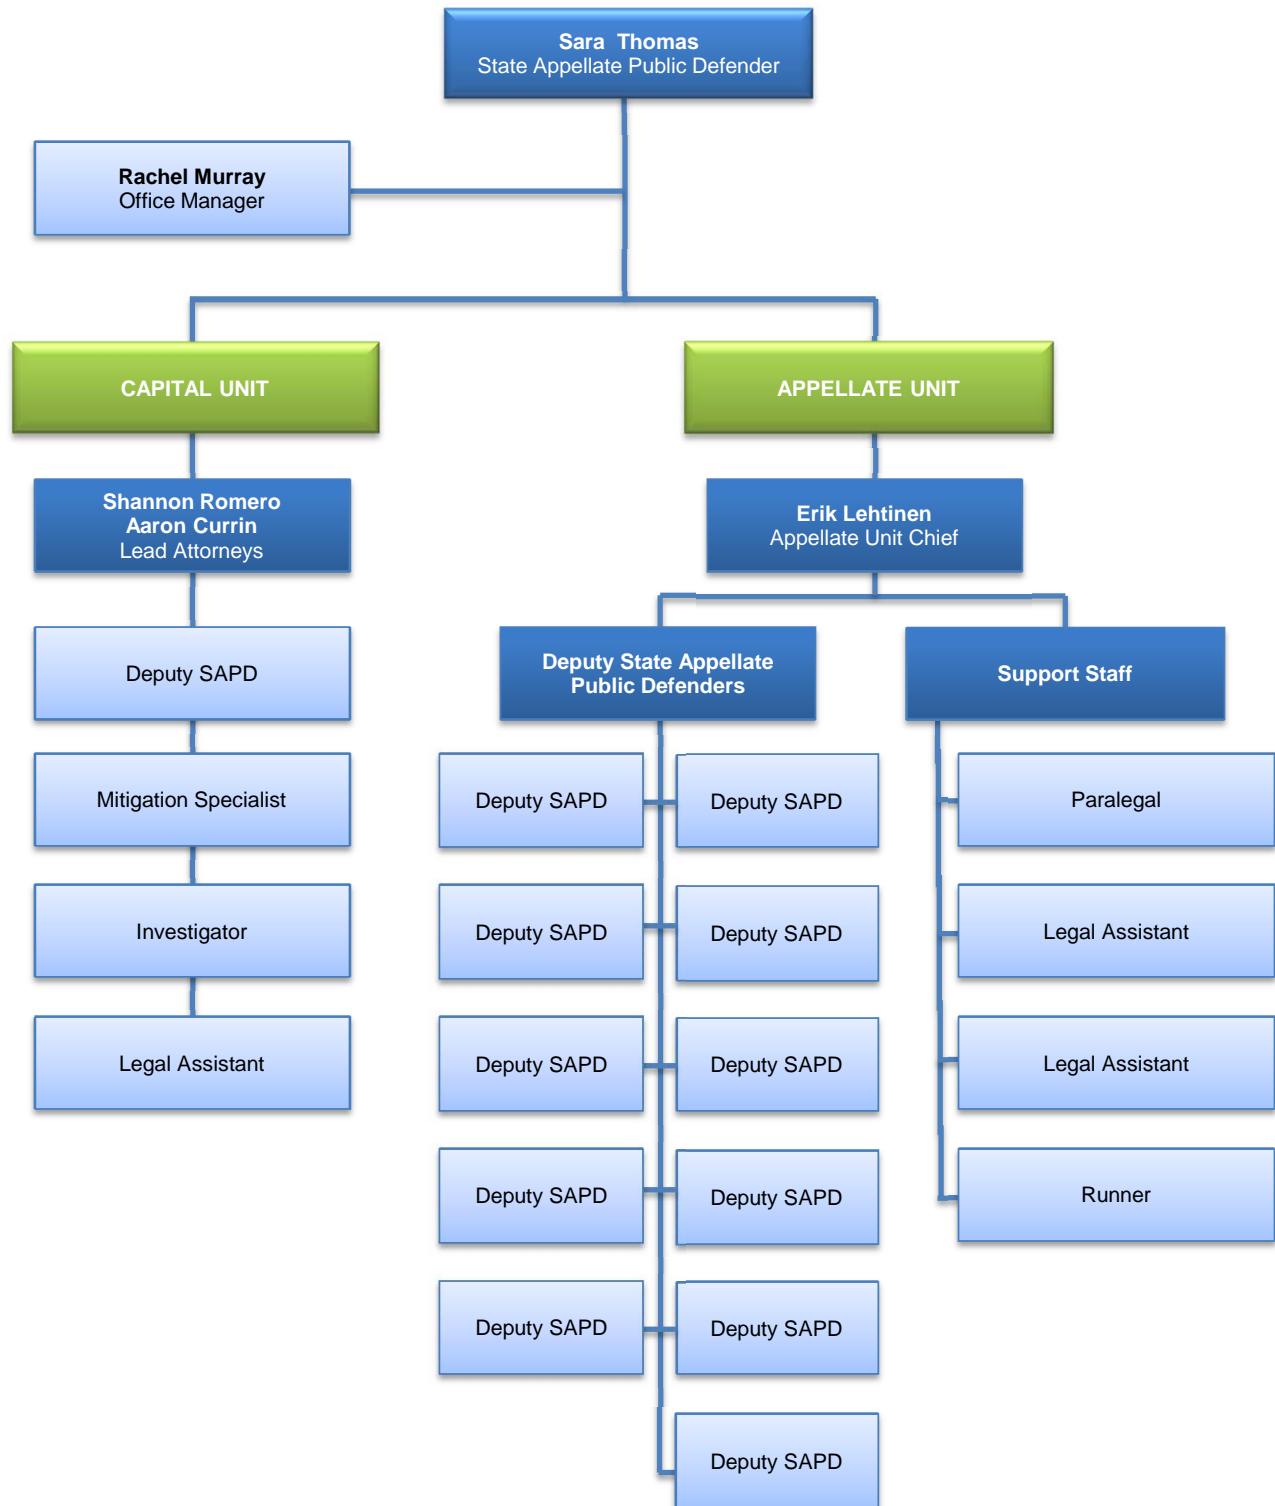 Sara  Thomas
State Appellate Public Defender
Rachel Murray
Office Manager
CAPITAL UNIT
APPELLATE UNIT
Shannon Romero
Aaron Currin
Lead Attorneys
Erik Lehtinen
Appellate Unit Chief
Deputy SAPD
Deputy State Appellate
Public Defenders
Support Staff
Mitigation Specialist
Deputy SAPD
Deputy SAPD
Paralegal
Investigator
Deputy SAPD
Deputy SAPD
Legal Assistant
Legal Assistant
Deputy SAPD
Deputy SAPD
Legal Assistant
Deputy SAPD
Deputy SAPD
Runner
Deputy SAPD
Deputy SAPD
Deputy SAPD